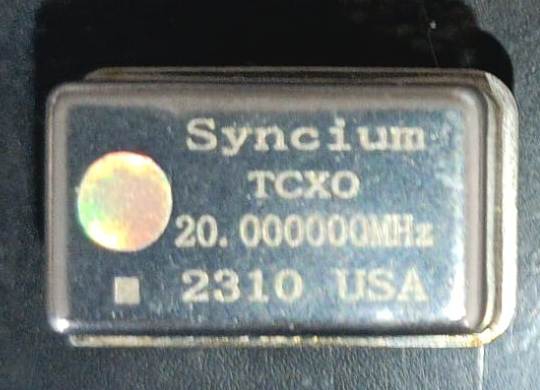 Syncium
TCXO
20.000000MHz
2310 USA